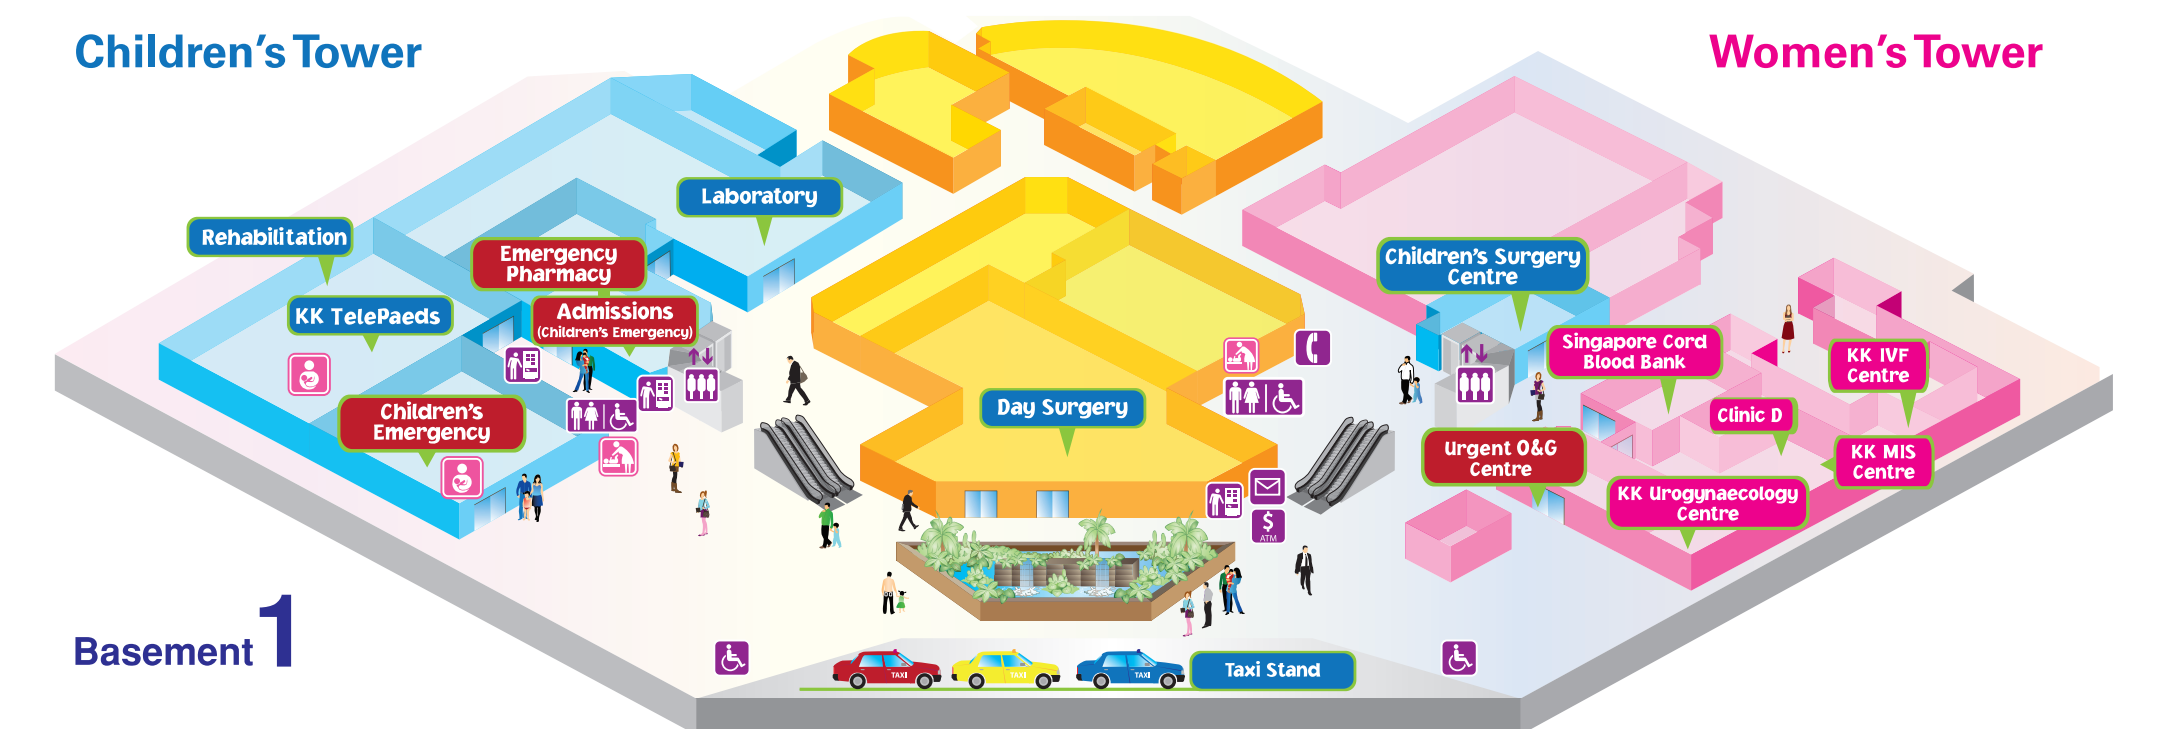 Children's Tower
Women's Tower
Laboratory
Rehabilitation
Emergency
Pharmacy
Children's Surgery
Centre
KK TelePaeds
Admissions
(Children's Emergency)
Singapore Cord
Blood Bank
KK IVF
Centre
Children's
Emergency
Day Surgery
Clinic D
Urgent O&G
Centre
KK MIS
Centre
KK Urogynaecology
Centre
$
ATM
Basement 1
TAXI
TAXI
TAXI
Taxi Stand